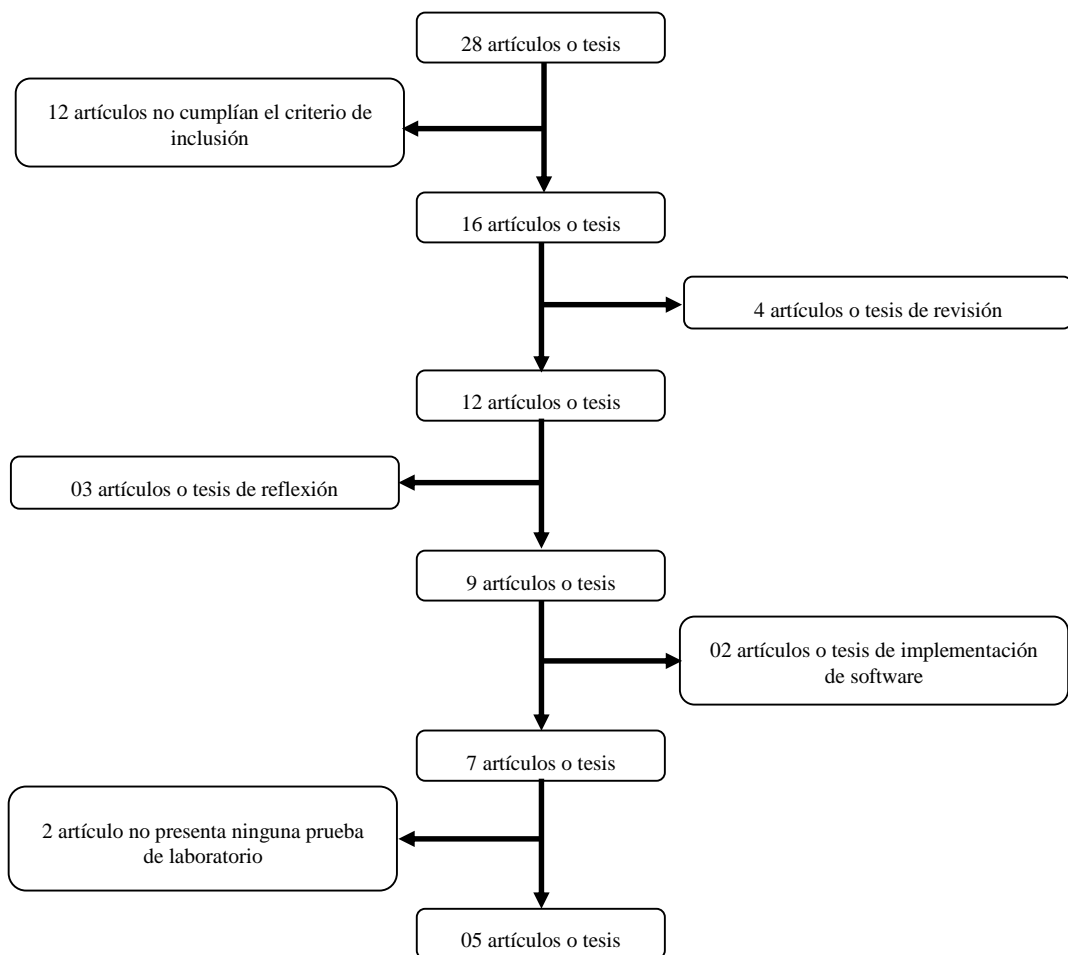 28 artículos o tesis
12 artículos no cumplían el criterio de
inclusión
16 artículos o tesis
4 artículos o tesis de revisión
12 artículos o tesis
03 artículos o tesis de reflexión
9 artículos o tesis
02 artículos o tesis de implementación
de software
7 artículos o tesis
2 artículo no presenta ninguna prueba
de laboratorio
05 artículos o tesis